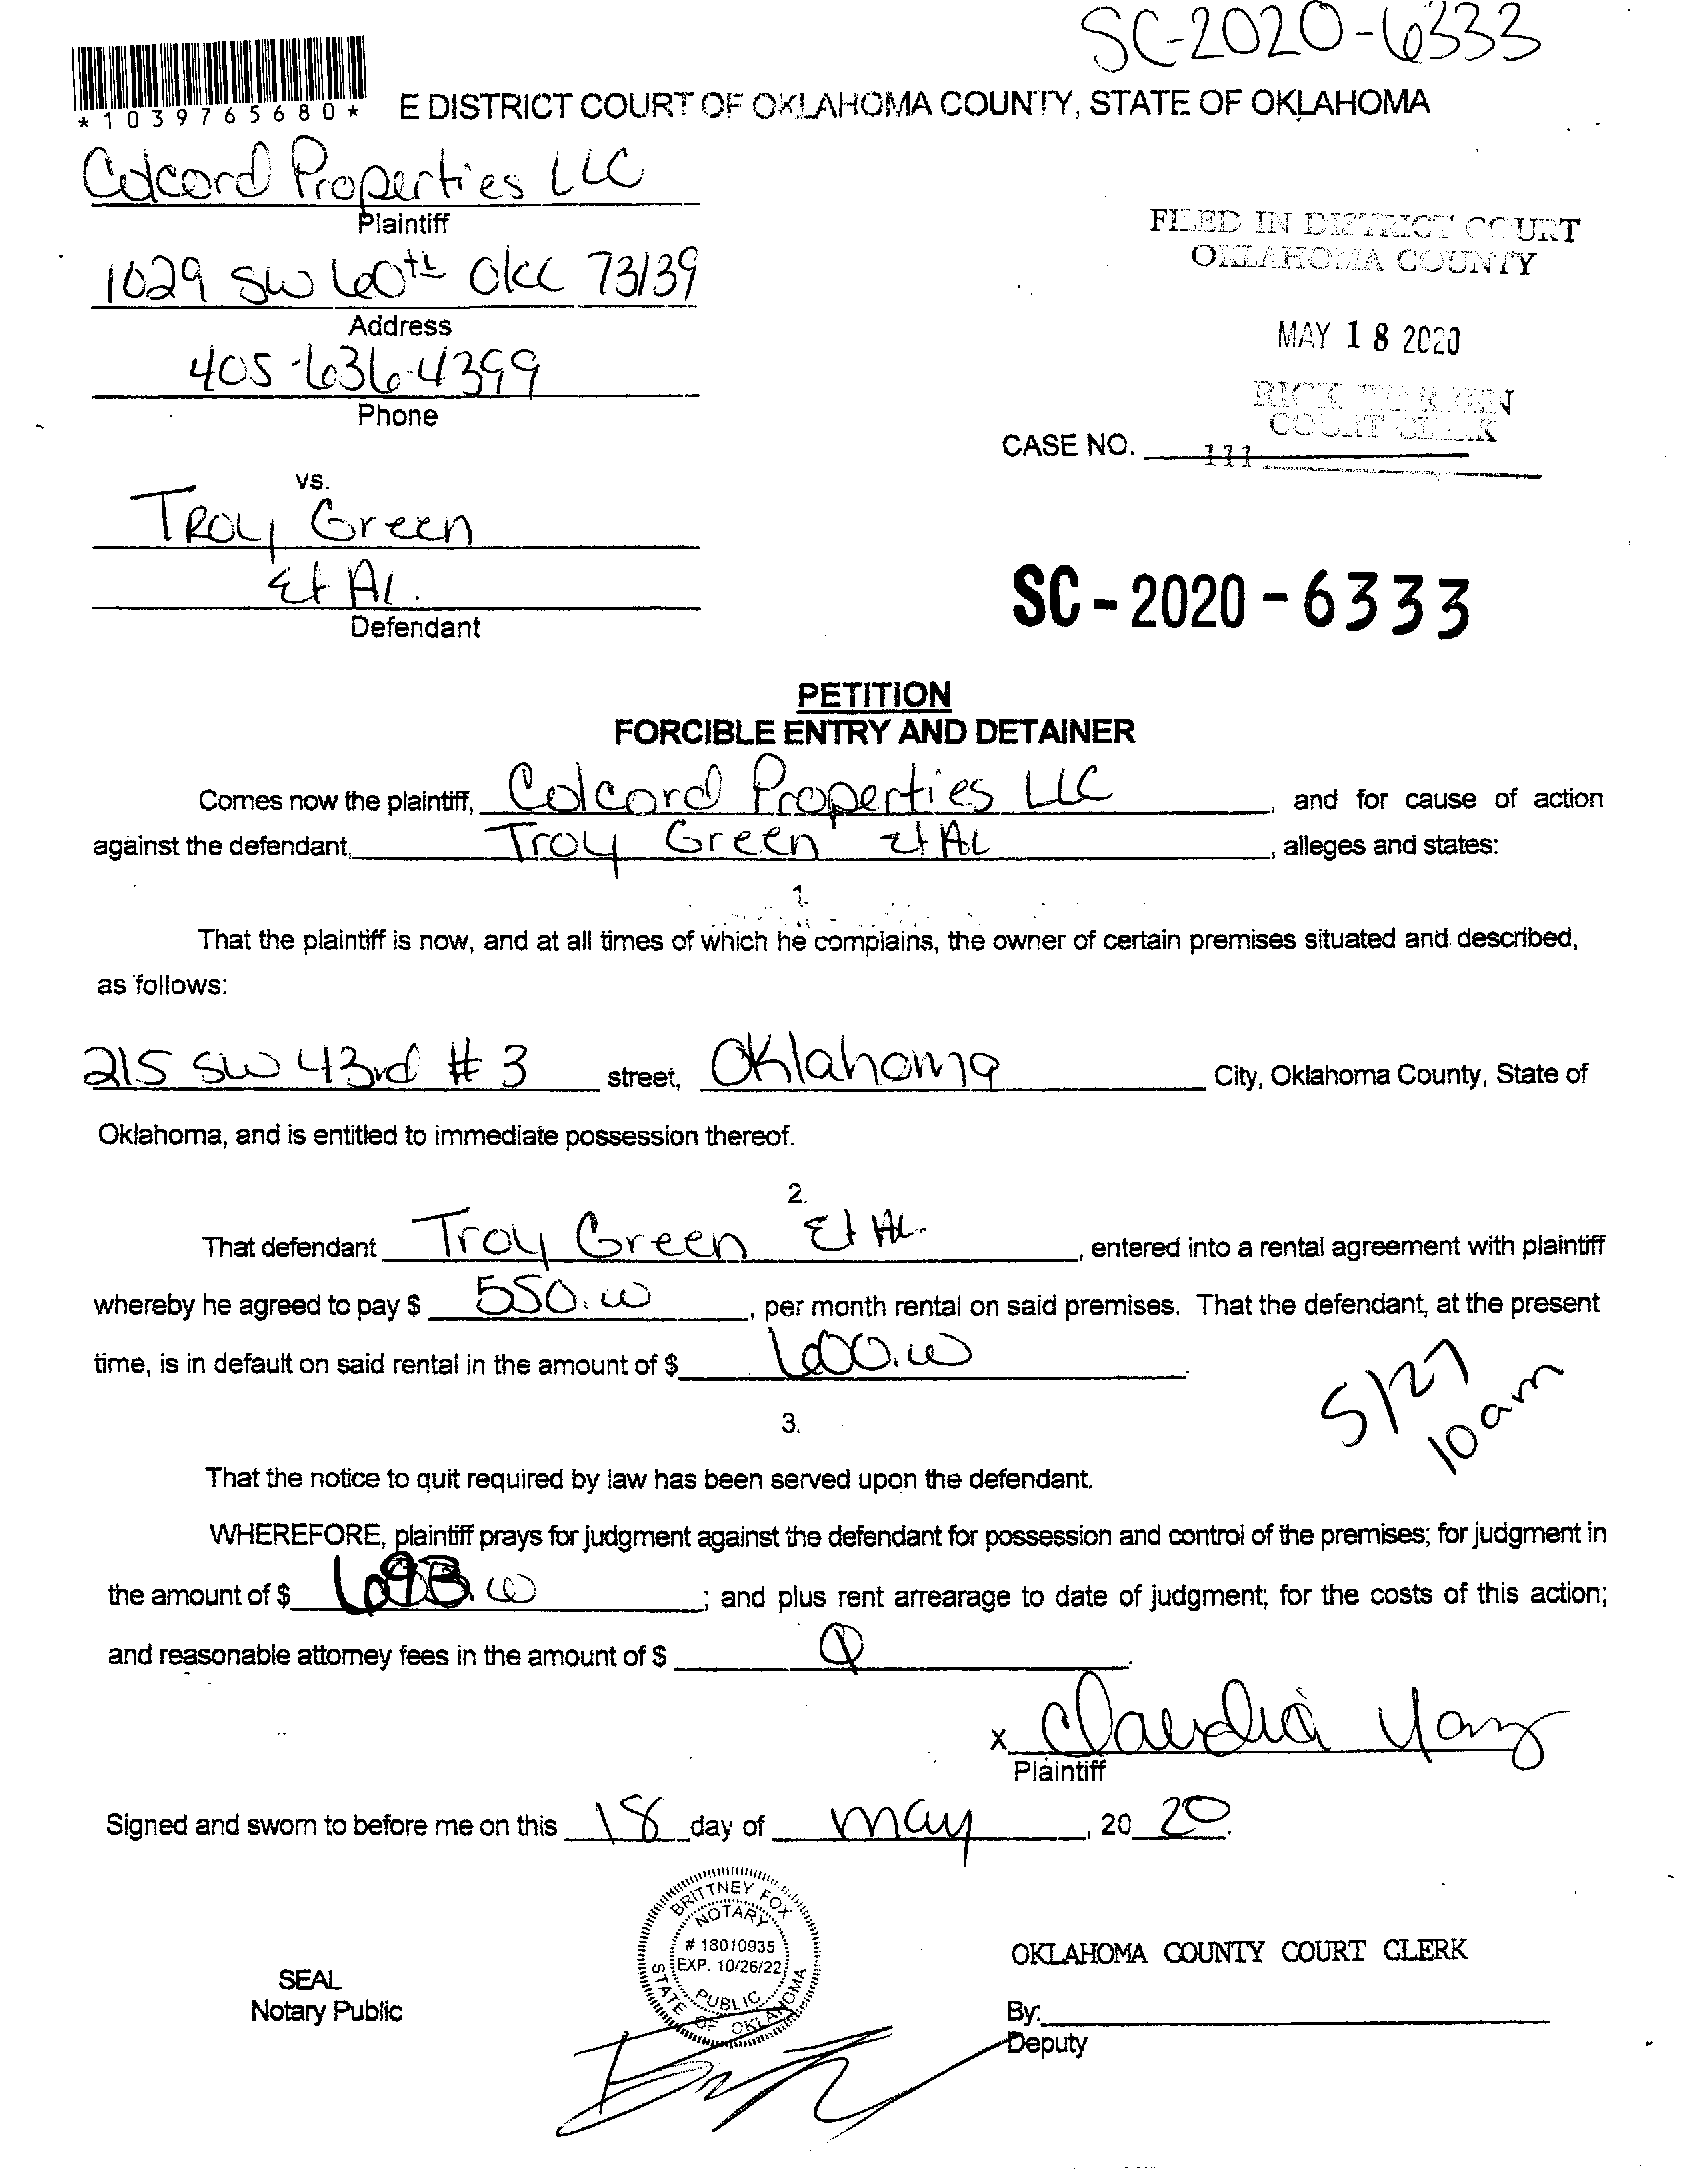 SC-2020-6333
*1039765680*
E DISTRICT COURT OF OKLAHOMA COUNTY, STATE OF OKLAHOMA
Colcord Properties LLC
Plaintiff
FILED IN DISTRICT COURT
OKLAHOMA COUNTY
1029 SW 60th OKC 73139
Address
MAY 18 2020
405-636-4399
Phone
RICK WARREN
COURT CLERK
CASE NO.
111
vs.
Troy Green
Et Al.
Defendant
SC-2020-6333
PETITION
FORCIBLE ENTRY AND DETAINER
Comes now the plaintiff, Colcord Properties LLC, and for cause of action
against the defendant, Troy Green et AL, alleges and states:
1.
That the plaintiff is now, and at all times of which he complains, the owner of certain premises situated and described,
as follows:
215 SW 43rd #3 street, Oklahoma City, Oklahoma County, State of
Oklahoma, and is entitled to immediate possession thereof.
2.
That defendant Troy Green Et AL., entered into a rental agreement with plaintiff
whereby he agreed to pay $ 550.00, per month rental on said premises. That the defendant, at the present
time, is in default on said rental in the amount of $ 600.00.
5/27
10am
3.
That the notice to quit required by law has been served upon the defendant.
WHEREFORE, plaintiff prays for judgment against the defendant for possession and control of the premises; for judgment in
the amount of $ .00; and plus rent arrearage to date of judgment; for the costs of this action;
and reasonable attorney fees in the amount of $
x Claudia
Plaintiff
Signed and sworn to before me on this 18 day of May, 2020.
BRITTNEY FOX
NOTARY
# 18010935
EXP. 10/26/22
PUBLIC
STATE OF OKLAHOMA
OKLAHOMA COUNTY COURT CLERK
SEAL
Notary Public
By:
Deputy